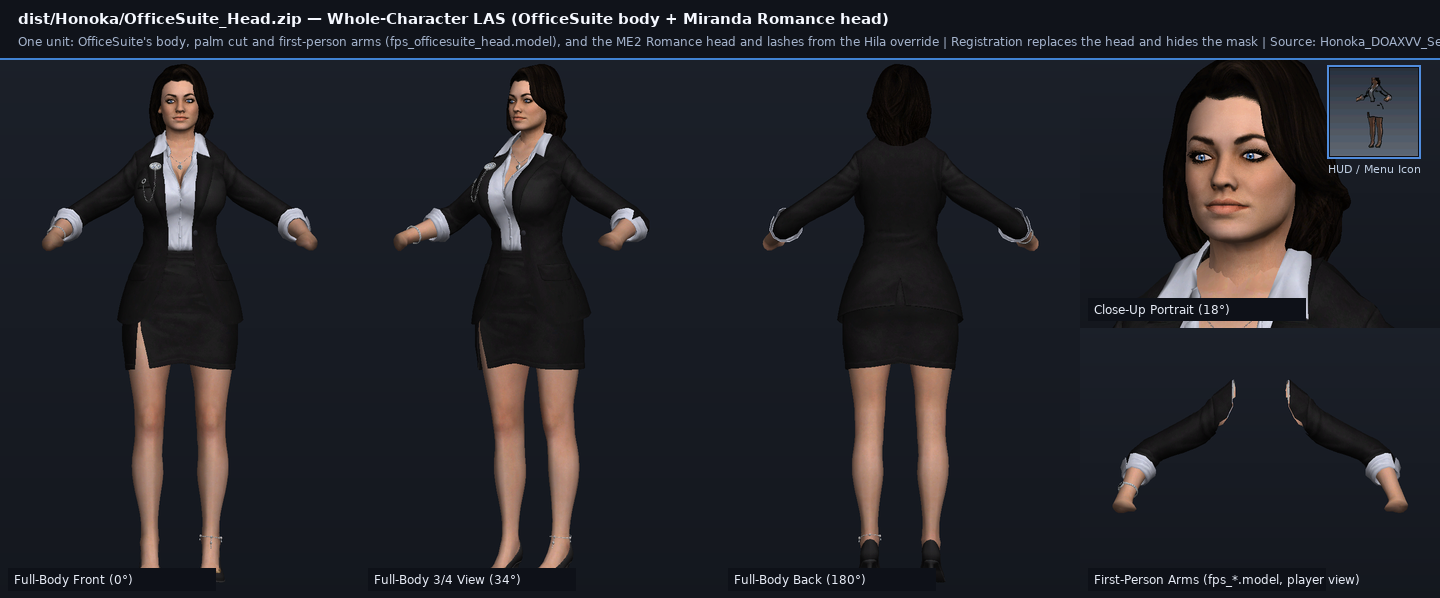 dist/Honoka/OfficeSuite_Head.zip — Whole-Character LAS (OfficeSuite body + Miranda Romance head)
One unit: OfficeSuite's body, palm cut and first-person arms (fps_officesuite_head.model), and the ME2 Romance head and lashes from the Hila override | Registration replaces the head and hides the mask | Source: Honoka_DOAXVV_Se
HUD / Menu Icon
Close-Up Portrait (18°)
Full-Body Front (0°)
Full-Body 3/4 View (34°)
Full-Body Back (180°)
First-Person Arms (fps_*.model, player view)